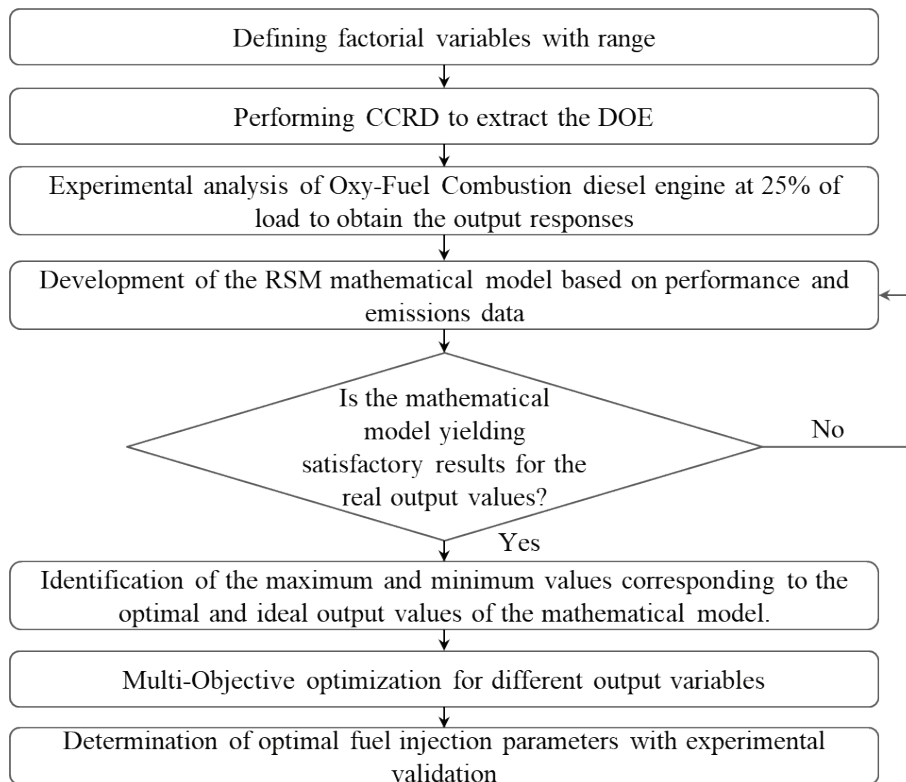 Defining factorial variables with range
Performing CCRD to extract the DOE
Experimental analysis of Oxy-Fuel Combustion diesel engine at 25% of
load to obtain the output responses
Development of the RSM mathematical model based on performance and
emissions data
Is the mathematical
model yielding
satisfactory results for the
real output values?
No
Yes
Identification of the maximum and minimum values corresponding to the
optimal and ideal output values of the mathematical model.
Multi-Objective optimization for different output variables
Determination of optimal fuel injection parameters with experimental
validation